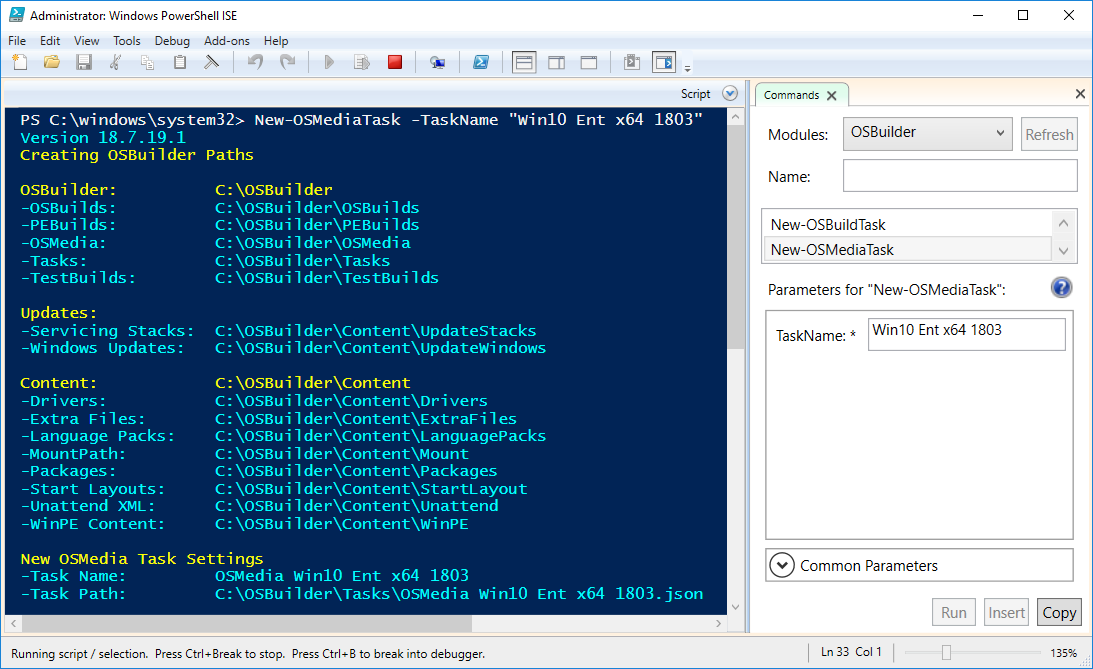 Administrator: Windows PowerShell ISE
File Edit View Tools Debug Add-ons Help
Script
PS C:\windows\system32> New-OSMediaTask -TaskName "Win10 Ent x64 1803"
Version 18.7.19.1
Creating OSBuilder Paths
OSBuilder: C:\OSBuilder
-OSBuilds: C:\OSBuilder\OSBuilds
-PEBuilds: C:\OSBuilder\PEBuilds
-OSMedia: C:\OSBuilder\OSMedia
-Tasks: C:\OSBuilder\Tasks
-TestBuilds: C:\OSBuilder\TestBuilds
Updates:
-Servicing Stacks: C:\OSBuilder\Content\UpdateStacks
-Windows Updates: C:\OSBuilder\Content\UpdateWindows
Content: C:\OSBuilder\Content
-Drivers: C:\OSBuilder\Content\Drivers
-Extra Files: C:\OSBuilder\Content\ExtraFiles
-Language Packs: C:\OSBuilder\Content\LanguagePacks
-MountPath: C:\OSBuilder\Content\Mount
-Packages: C:\OSBuilder\Content\Packages
-Start Layouts: C:\OSBuilder\Content\StartLayout
-Unattend XML: C:\OSBuilder\Content\Unattend
-WinPE Content: C:\OSBuilder\Content\WinPE
New OSMedia Task Settings
-Task Name: OSMedia Win10 Ent x64 1803
-Task Path: C:\OSBuilder\Tasks\OSMedia Win10 Ent x64 1803.json
Commands
Modules: OSBuilder Refresh
Name:
New-OSBuildTask
New-OSMediaTask
Parameters for "New-OSMediaTask":
TaskName: * Win10 Ent x64 1803
Common Parameters
Run Insert Copy
Running script / selection. Press Ctrl+Break to stop. Press Ctrl+B to break into debugger.
Ln 33 Col 1
135%